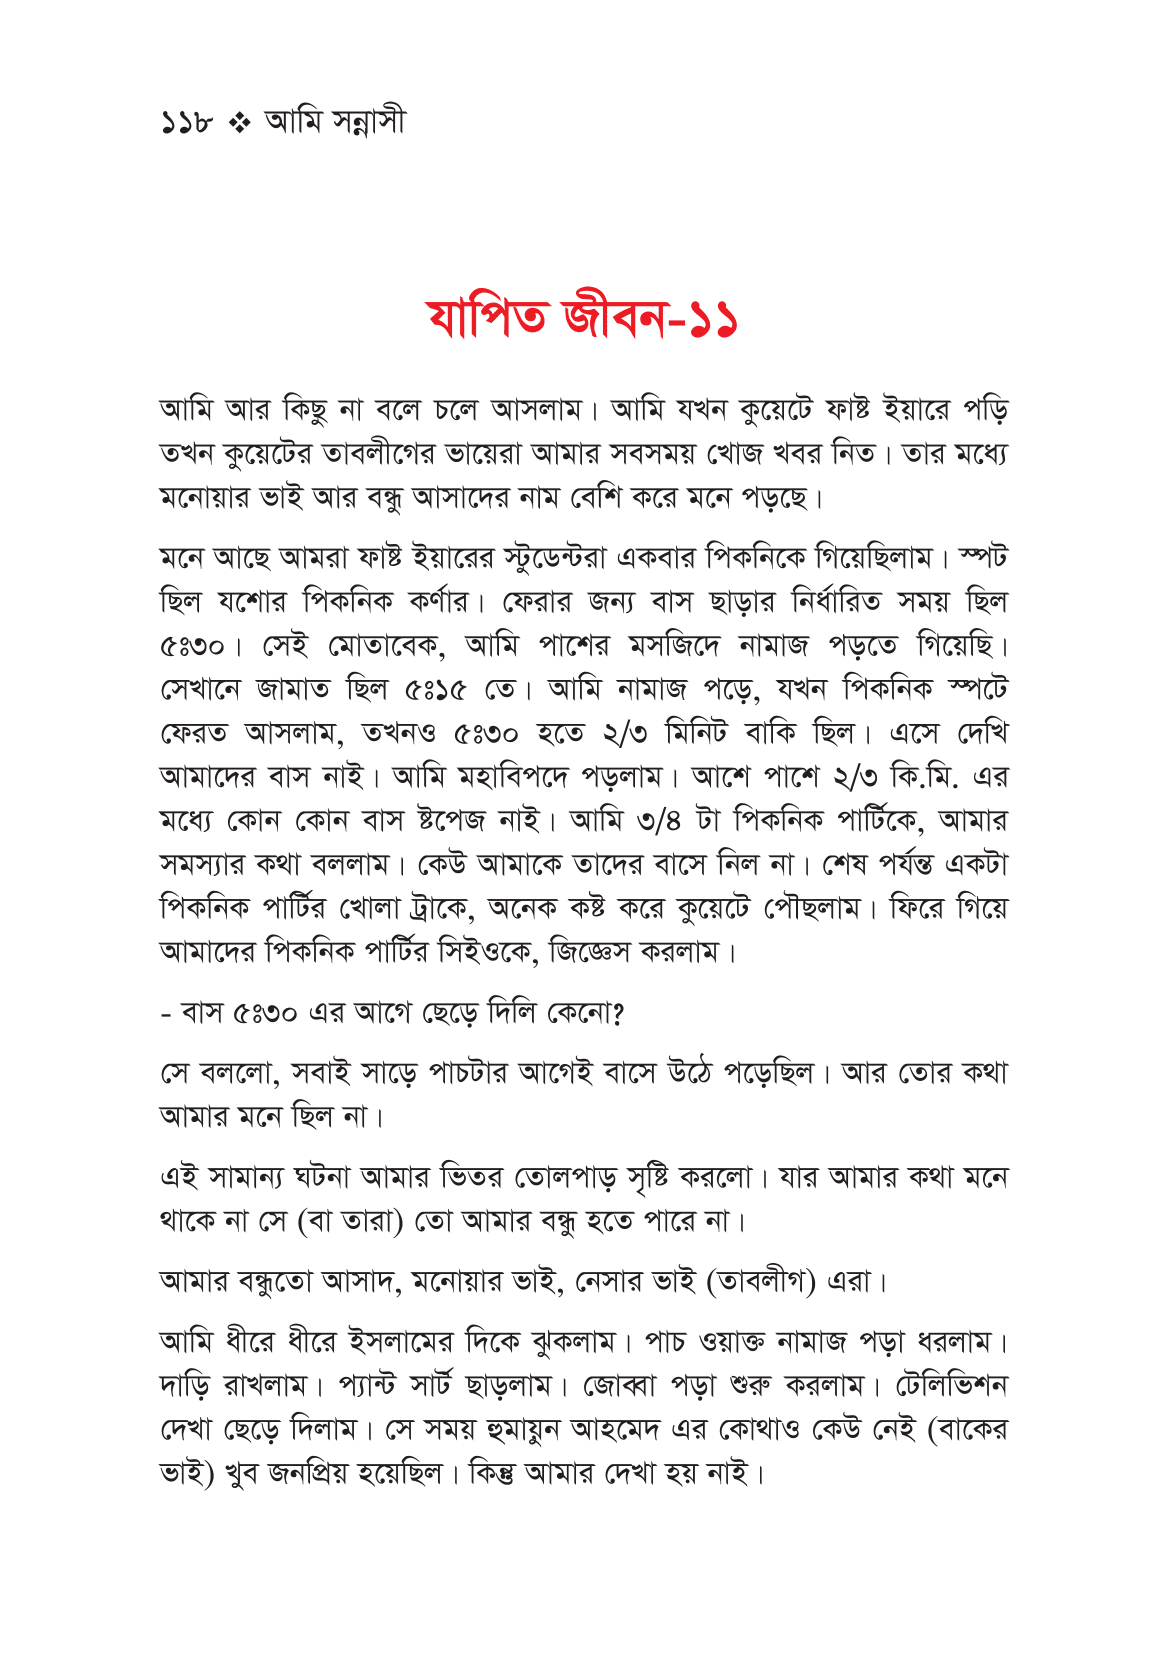 ১১৮ ❖ আমি সন্নাসী
যাপিত জীবন-১১
আমি আর কিছু না বলে চলে আসলাম। আমি যখন কুয়েটে ফাষ্ট ইয়ারে পড়ি
তখন কুয়েটের তাবলীগের ভায়েরা আমার সবসময় খোজ খবর নিত। তার মধ্যে
মনোয়ার ভাই আর বন্ধু আসাদের নাম বেশি করে মনে পড়ছে।
মনে আছে আমরা ফাষ্ট ইয়ারের স্টুডেন্টরা একবার পিকনিকে গিয়েছিলাম। স্পট
ছিল যশোর পিকনিক কর্ণার। ফেরার জন্য বাস ছাড়ার নির্ধারিত সময় ছিল
৫ঃ৩০। সেই মোতাবেক, আমি পাশের মসজিদে নামাজ পড়তে গিয়েছি।
সেখানে জামাত ছিল ৫ঃ১৫ তে। আমি নামাজ পড়ে, যখন পিকনিক স্পটে
ফেরত আসলাম, তখনও ৫ঃ৩০ হতে ২/৩ মিনিট বাকি ছিল। এসে দেখি
আমাদের বাস নাই। আমি মহাবিপদে পড়লাম। আশে পাশে ২/৩ কি.মি. এর
মধ্যে কোন কোন বাস ষ্টপেজ নাই। আমি ৩/৪ টা পিকনিক পার্টিকে, আমার
সমস্যার কথা বললাম। কেউ আমাকে তাদের বাসে নিল না। শেষ পর্যন্ত একটা
পিকনিক পার্টির খোলা ট্রাকে, অনেক কষ্ট করে কুয়েটে পৌছলাম। ফিরে গিয়ে
আমাদের পিকনিক পার্টির সিইওকে, জিজ্ঞেস করলাম।
- বাস ৫ঃ৩০ এর আগে ছেড়ে দিলি কেনো?
সে বললো, সবাই সাড়ে পাচটার আগেই বাসে উঠে পড়েছিল। আর তোর কথা
আমার মনে ছিল না।
এই সামান্য ঘটনা আমার ভিতর তোলপাড় সৃষ্টি করলো। যার আমার কথা মনে
থাকে না সে (বা তারা) তো আমার বন্ধু হতে পারে না।
আমার বন্ধুতো আসাদ, মনোয়ার ভাই, নেসার ভাই (তাবলীগ) এরা।
আমি ধীরে ধীরে ইসলামের দিকে ঝুকলাম। পাচ ওয়াক্ত নামাজ পড়া ধরলাম।
দাড়ি রাখলাম। প্যান্ট সার্ট ছাড়লাম। জোব্বা পড়া শুরু করলাম। টেলিভিশন
দেখা ছেড়ে দিলাম। সে সময় হুমায়ুন আহমেদ এর কোথাও কেউ নেই (বাকের
ভাই) খুব জনপ্রিয় হয়েছিল। কিন্তু আমার দেখা হয় নাই।